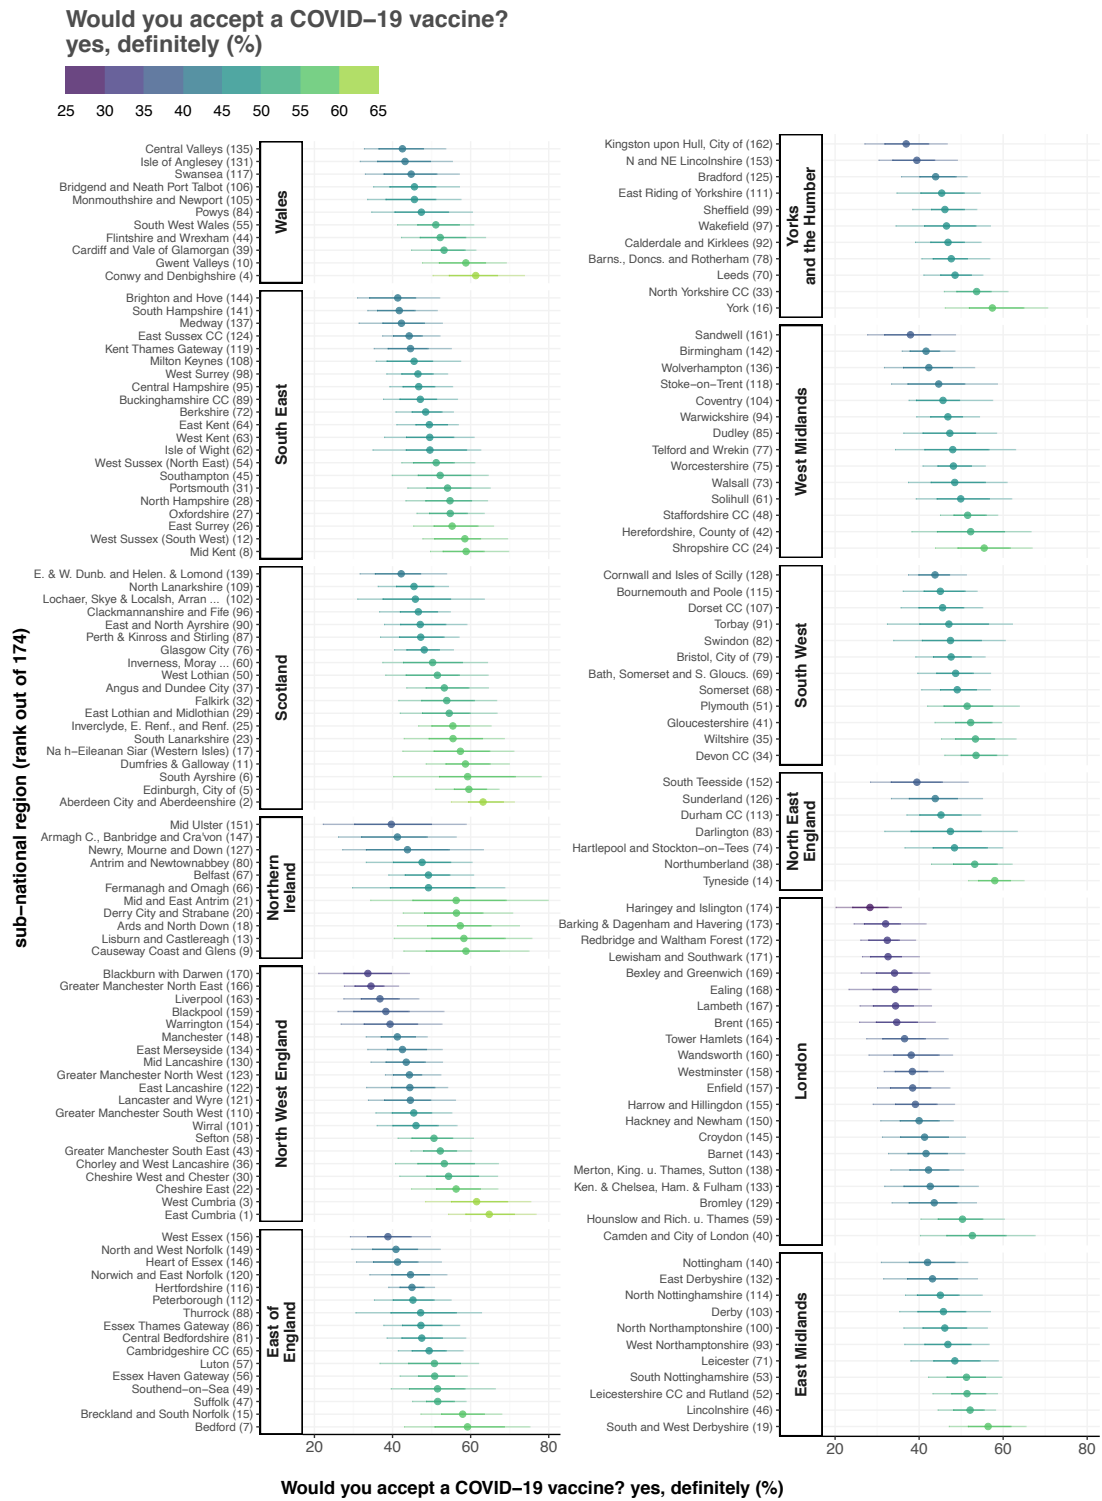 Would you accept a COVID−19 vaccine?
yes, definitely (%)
25 30 35 40 45 50 55 60 65
sub−national region (rank out of 174)
Central Valleys (135)
Isle of Anglesey (131)
Swansea (117)
Bridgend and Neath Port Talbot (106)
Monmouthshire and Newport (105)
Powys (84)
South West Wales (55)
Flintshire and Wrexham (44)
Cardiff and Vale of Glamorgan (39)
Gwent Valleys (10)
Conwy and Denbighshire (4)
Wales
Brighton and Hove (144)
South Hampshire (141)
Medway (137)
East Sussex CC (124)
Kent Thames Gateway (119)
Milton Keynes (108)
West Surrey (98)
Central Hampshire (95)
Buckinghamshire CC (89)
Berkshire (72)
East Kent (64)
West Kent (63)
Isle of Wight (62)
West Sussex (North East) (54)
Southampton (45)
Portsmouth (31)
North Hampshire (28)
Oxfordshire (27)
East Surrey (26)
West Sussex (South West) (12)
Mid Kent (8)
South East
E. & W. Dunb. and Helen. & Lomond (139)
North Lanarkshire (109)
Lochaer, Skye & Localsh, Arran ... (102)
Clackmannanshire and Fife (96)
East and North Ayrshire (90)
Perth & Kinross and Stirling (87)
Glasgow City (76)
Inverness, Moray ... (60)
West Lothian (50)
Angus and Dundee City (37)
Falkirk (32)
East Lothian and Midlothian (29)
Inverclyde, E. Renf., and Renf. (25)
South Lanarkshire (23)
Na h−Eileanan Siar (Western Isles) (17)
Dumfries & Galloway (11)
South Ayrshire (6)
Edinburgh, City of (5)
Aberdeen City and Aberdeenshire (2)
Scotland
Mid Ulster (151)
Armagh C., Banbridge and Cra'von (147)
Newry, Mourne and Down (127)
Antrim and Newtownabbey (80)
Belfast (67)
Fermanagh and Omagh (66)
Mid and East Antrim (21)
Derry City and Strabane (20)
Ards and North Down (18)
Lisburn and Castlereagh (13)
Causeway Coast and Glens (9)
Northern
Ireland
Blackburn with Darwen (170)
Greater Manchester North East (166)
Liverpool (163)
Blackpool (159)
Warrington (154)
Manchester (148)
East Merseyside (134)
Mid Lancashire (130)
Greater Manchester North West (123)
East Lancashire (122)
Lancaster and Wyre (121)
Greater Manchester South West (110)
Wirral (101)
Sefton (58)
Greater Manchester South East (43)
Chorley and West Lancashire (36)
Cheshire West and Chester (30)
Cheshire East (22)
West Cumbria (3)
East Cumbria (1)
North West England
West Essex (156)
North and West Norfolk (149)
Heart of Essex (146)
Norwich and East Norfolk (120)
Hertfordshire (116)
Peterborough (112)
Thurrock (88)
Essex Thames Gateway (86)
Central Bedfordshire (81)
Cambridgeshire CC (65)
Luton (57)
Essex Haven Gateway (56)
Southend−on−Sea (49)
Suffolk (47)
Breckland and South Norfolk (15)
Bedford (7)
East of
England
20 40 60 80
Kingston upon Hull, City of (162)
N and NE Lincolnshire (153)
Bradford (125)
East Riding of Yorkshire (111)
Sheffield (99)
Wakefield (97)
Calderdale and Kirklees (92)
Barns., Doncs. and Rotherham (78)
Leeds (70)
North Yorkshire CC (33)
York (16)
Yorks
and the Humber
Sandwell (161)
Birmingham (142)
Wolverhampton (136)
Stoke−on−Trent (118)
Coventry (104)
Warwickshire (94)
Dudley (85)
Telford and Wrekin (77)
Worcestershire (75)
Walsall (73)
Solihull (61)
Staffordshire CC (48)
Herefordshire, County of (42)
Shropshire CC (24)
West Midlands
Cornwall and Isles of Scilly (128)
Bournemouth and Poole (115)
Dorset CC (107)
Torbay (91)
Swindon (82)
Bristol, City of (79)
Bath, Somerset and S. Gloucs. (69)
Somerset (68)
Plymouth (51)
Gloucestershire (41)
Wiltshire (35)
Devon CC (34)
South West
South Teesside (152)
Sunderland (126)
Durham CC (113)
Darlington (83)
Hartlepool and Stockton−on−Tees (74)
Northumberland (38)
Tyneside (14)
North East
England
Haringey and Islington (174)
Barking & Dagenham and Havering (173)
Redbridge and Waltham Forest (172)
Lewisham and Southwark (171)
Bexley and Greenwich (169)
Ealing (168)
Lambeth (167)
Brent (165)
Tower Hamlets (164)
Wandsworth (160)
Westminster (158)
Enfield (157)
Harrow and Hillingdon (155)
Hackney and Newham (150)
Croydon (145)
Barnet (143)
Merton, King. u. Thames, Sutton (138)
Ken. & Chelsea, Ham. & Fulham (133)
Bromley (129)
Hounslow and Rich. u. Thames (59)
Camden and City of London (40)
London
Nottingham (140)
East Derbyshire (132)
North Nottinghamshire (114)
Derby (103)
North Northamptonshire (100)
West Northamptonshire (93)
Leicester (71)
South Nottinghamshire (53)
Leicestershire CC and Rutland (52)
Lincolnshire (46)
South and West Derbyshire (19)
East Midlands
20 40 60 80
Would you accept a COVID−19 vaccine? yes, definitely (%)